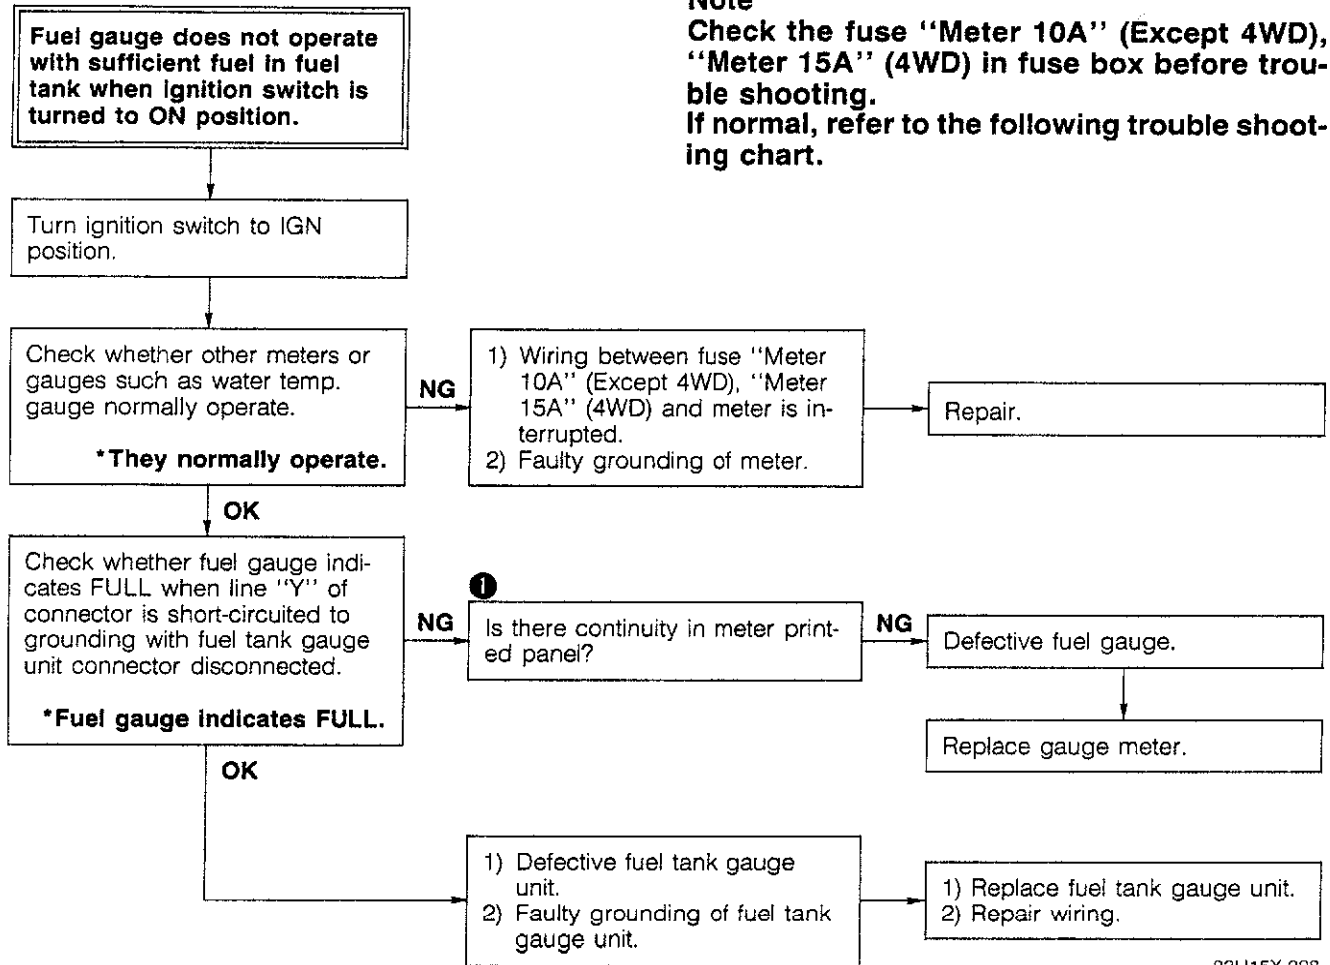 Note
Check the fuse "Meter 10A" (Except 4WD),
"Meter 15A" (4WD) in fuse box before trou-
ble shooting.
If normal, refer to the following trouble shoot-
ing chart.
Fuel gauge does not operate
with sufficient fuel in fuel
tank when ignition switch is
turned to ON position.
Turn ignition switch to IGN
position.
Check whether other meters or
gauges such as water temp.
gauge normally operate.
*They normally operate.
NG
1) Wiring between fuse "Meter
10A" (Except 4WD), "Meter
15A" (4WD) and meter is in-
terrupted.
2) Faulty grounding of meter.
Repair.
OK
Check whether fuel gauge indi-
cates FULL when line "Y" of
connector is short-circuited to
grounding with fuel tank gauge
unit connector disconnected.
*Fuel gauge indicates FULL.
NG
❶
Is there continuity in meter print-
ed panel?
NG
Defective fuel gauge.
Replace gauge meter.
OK
1) Defective fuel tank gauge
unit.
2) Faulty grounding of fuel tank
gauge unit.
1) Replace fuel tank gauge unit.
2) Repair wiring.